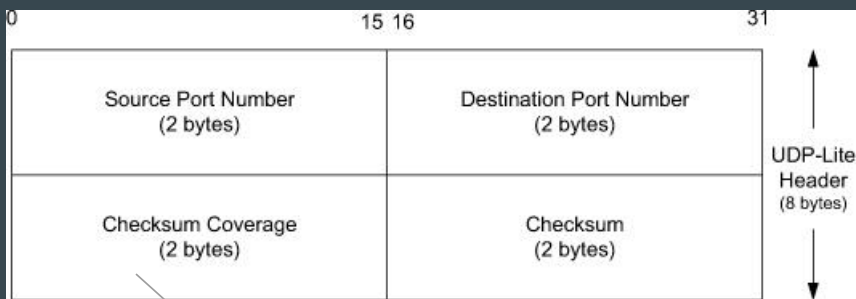 0 15 16 31
Source Port Number Destination Port Number
(2 bytes) (2 bytes)
UDP-Lite
Header
(8 bytes)
Checksum Coverage Checksum
(2 bytes) (2 bytes)